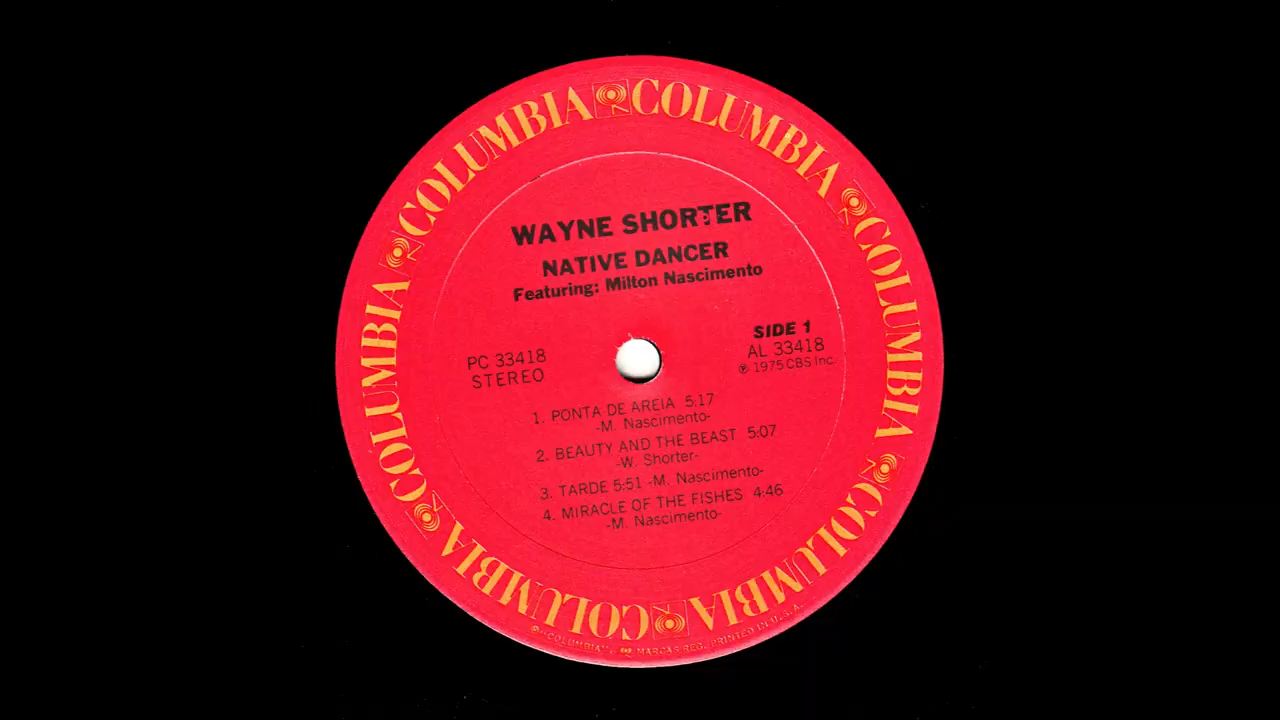 COLUMBIA COLUMBIA COLUMBIA COLUMBIA COLUMBIA COLUMBIA COLUMBIA
WAYNE SHORTER
NATIVE DANCER
Featuring: Milton Nascimento
SIDE 1
PC 33418
STEREO
AL 33418
℗ 1975 CBS Inc.
1. PONTA DE AREIA 5:17
-M. Nascimento-
2. BEAUTY AND THE BEAST 5:07
-W. Shorter-
3. TARDE 5:51 -M. Nascimento-
4. MIRACLE OF THE FISHES 4:46
-M. Nascimento-
"COLUMBIA", MARCAS REG. PRINTED IN U.S.A.